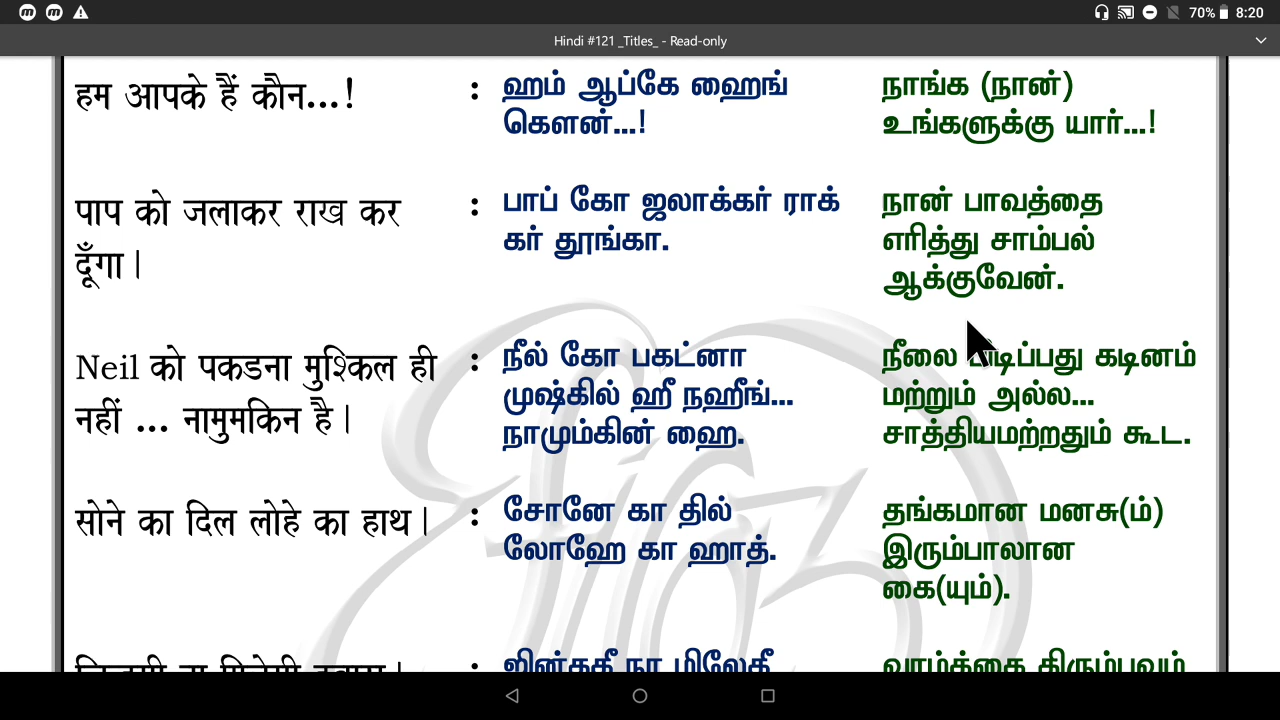 70% 8:20
Hindi #121 _Titles_ - Read-only
हम आपके हैं कौन...! : ஹம் ஆப்கே ஹைங் நாங்க (நான்)
கௌன்...! உங்களுக்கு யார்...!
पाप को जलाकर राख कर : பாப் கோ ஜலாக்கர் ராக் நான் பாவத்தை
दूँगा। கர் தூங்கா. எரித்து சாம்பல்
ஆக்குவேன்.
Neil को पकडना मुश्किल ही : நீல் கோ பகட்னா நீலை கடினம்
முஷ்கில் ஹீ நஹீங்... மற்றும் அல்ல...
नहीं ... नामुमकिन है। நாமும்கின் ஹை. சாத்தியமற்றதும் கூட.
सोने का दिल लोहे का हाथ। : சோனே கா தில் தங்கமான மனசு(ம்)
லோஹே கா ஹாத். இரும்பாலான
கை(யும்).